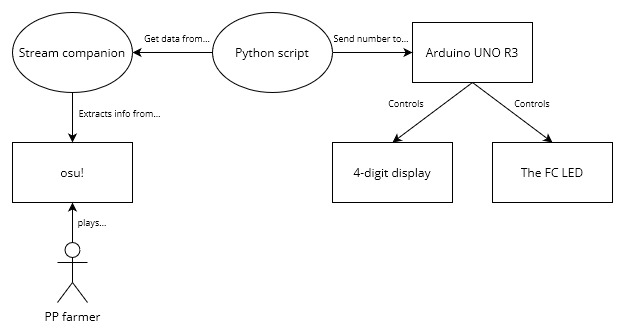 Stream companion
Get data from...
Python script
Send number to...
Arduino UNO R3
Extracts info from...
Controls
Controls
osu!
4-digit display
The FC LED
plays...
PP farmer